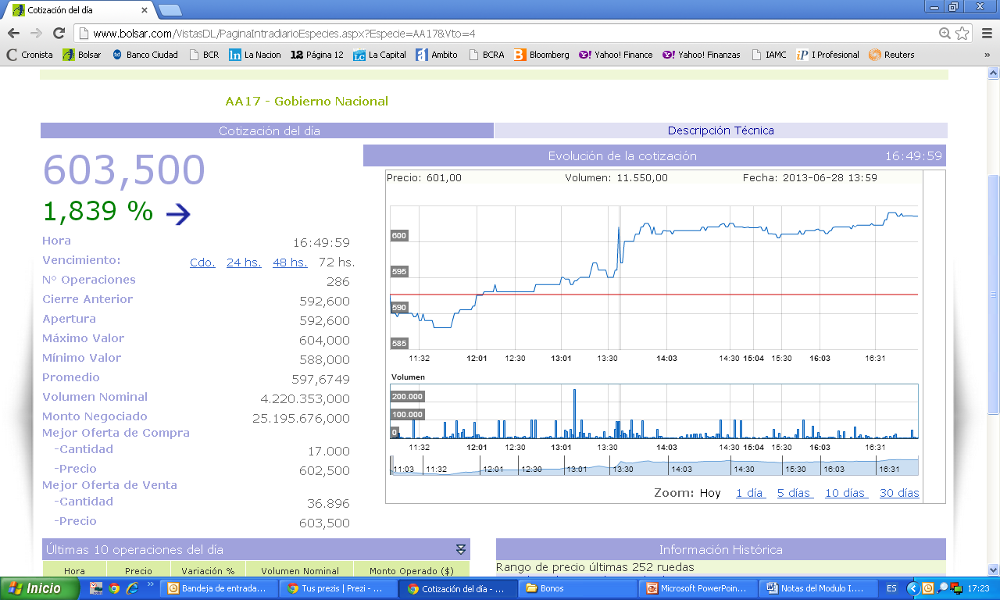 Cotización del día
www.bolsar.com/VistasDL/PaginaIntradiarioEspecies.aspx?Especie=AA17&Vto=4
Cronista Bolsar Banco Ciudad BCR La Nacion Página 12 La Capital Ambito BCRA Bloomberg Yahoo! Finance Yahoo! Finanzas IAMC I Profesional Reuters »
AA17 - Gobierno Nacional
Cotización del día Descripción Técnica
603,500
1,839 %
Hora 16:49:59
Vencimiento: Cdo. 24 hs. 48 hs. 72 hs.
Nº Operaciones 286
Cierre Anterior 592,600
Apertura 592,600
Máximo Valor 604,000
Mínimo Valor 588,000
Promedio 597,6749
Volumen Nominal 4.220.353,000
Monto Negociado 25.195.676,000
Mejor Oferta de Compra
-Cantidad 17.000
-Precio 602,500
Mejor Oferta de Venta
-Cantidad 36.896
-Precio 603,500
Evolución de la cotización 16:49:59
Precio: 601,00 Volumen: 11.550,00 Fecha: 2013-06-28 13:59
600
595
590
585
11:32 12:01 12:30 13:01 13:30 14:03 14:30 15:04 15:30 16:03 16:31
Volumen
200.000
100.000
0
11:32 12:01 12:30 13:01 13:30 14:03 14:30 15:04 15:30 16:03 16:31
11:03 11:32 12:01 12:30 13:01 13:30 14:03 14:30 15:30 16:03 16:31
Zoom: Hoy 1 día 5 días 10 días 30 días
Últimas 10 operaciones del día
Hora Precio Variación % Volumen Nominal Monto Operado ($)
Información Histórica
Rango de precio últimas 252 ruedas
Inicio » Bandeja de entrada... Tus prezis | Prezi - ... Cotización del día - ... Bonos Microsoft PowerPoin... Notas del Modulo I.... ES 17:23